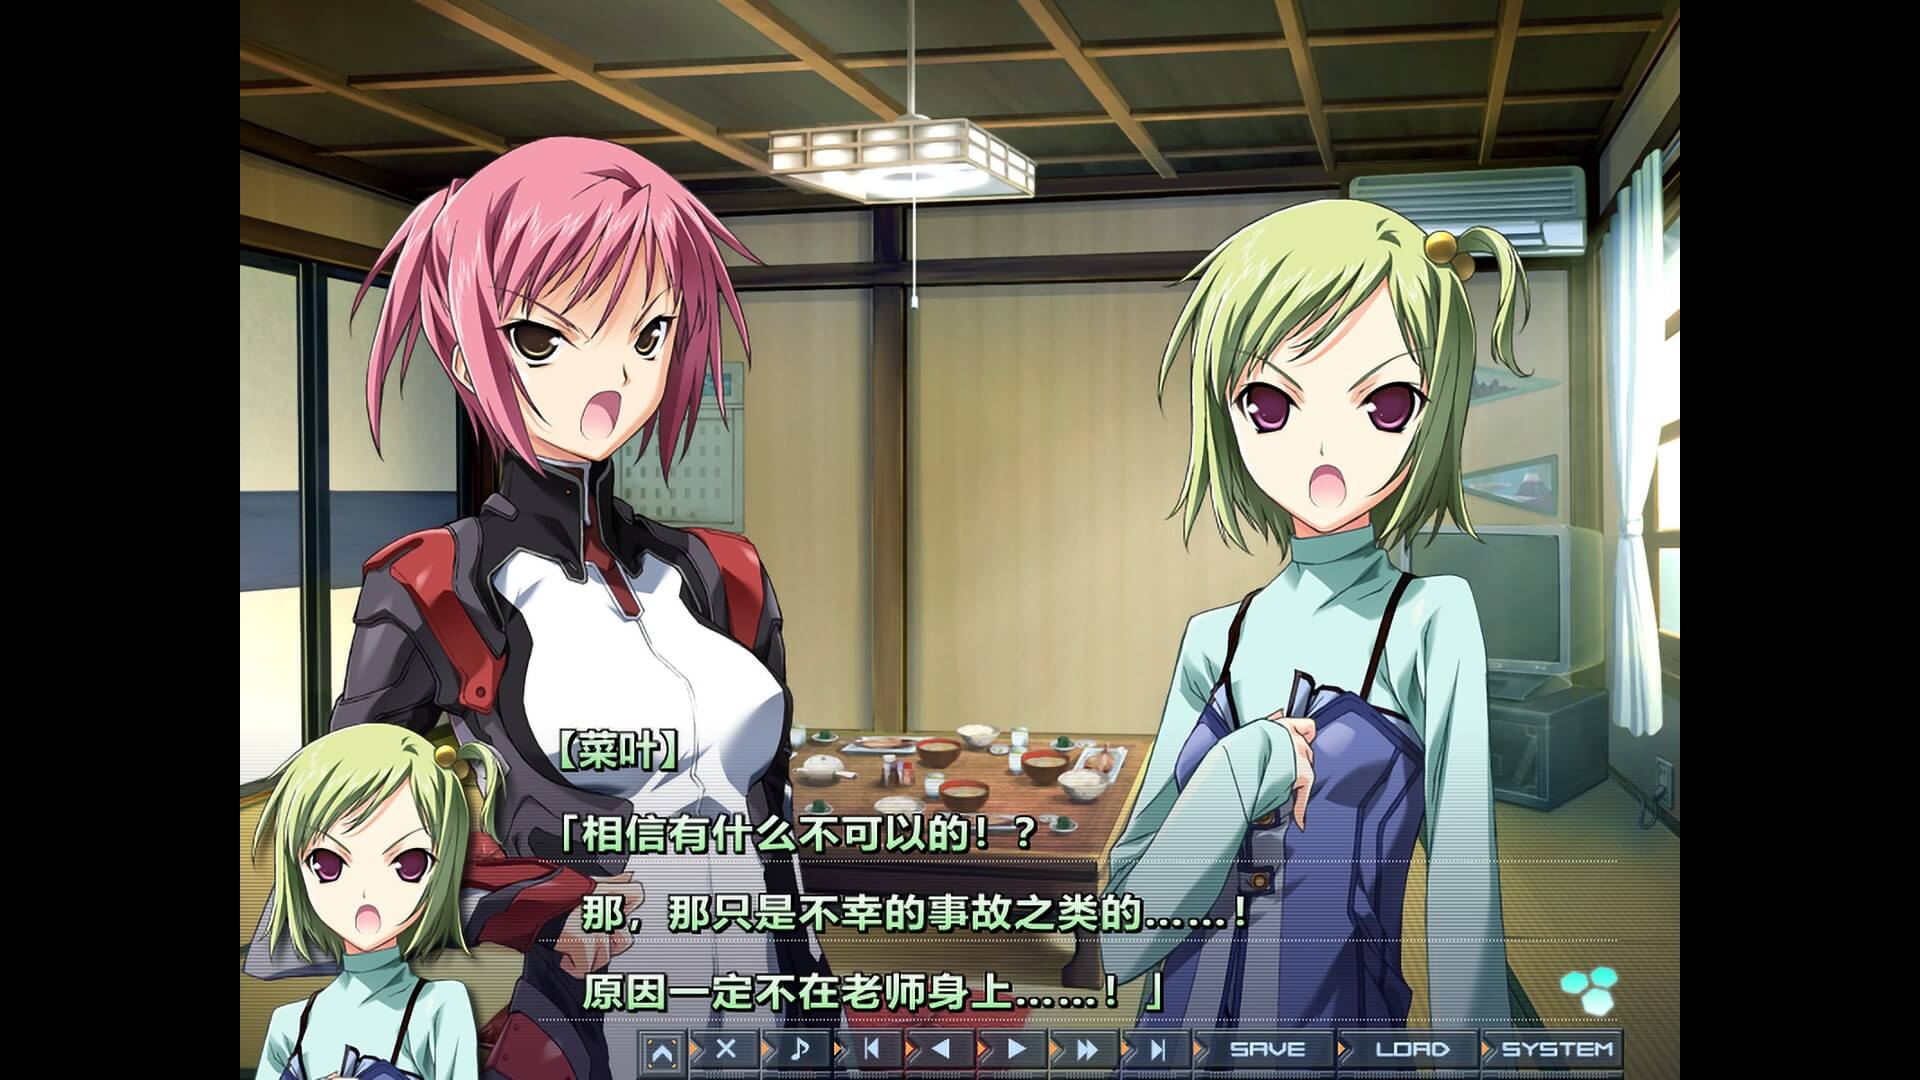 【菜叶】
「相信有什么不可以的！？
那，那只是不幸的事故之类的……！
原因一定不在老师身上……！」
SAVE LOAD SYSTEM